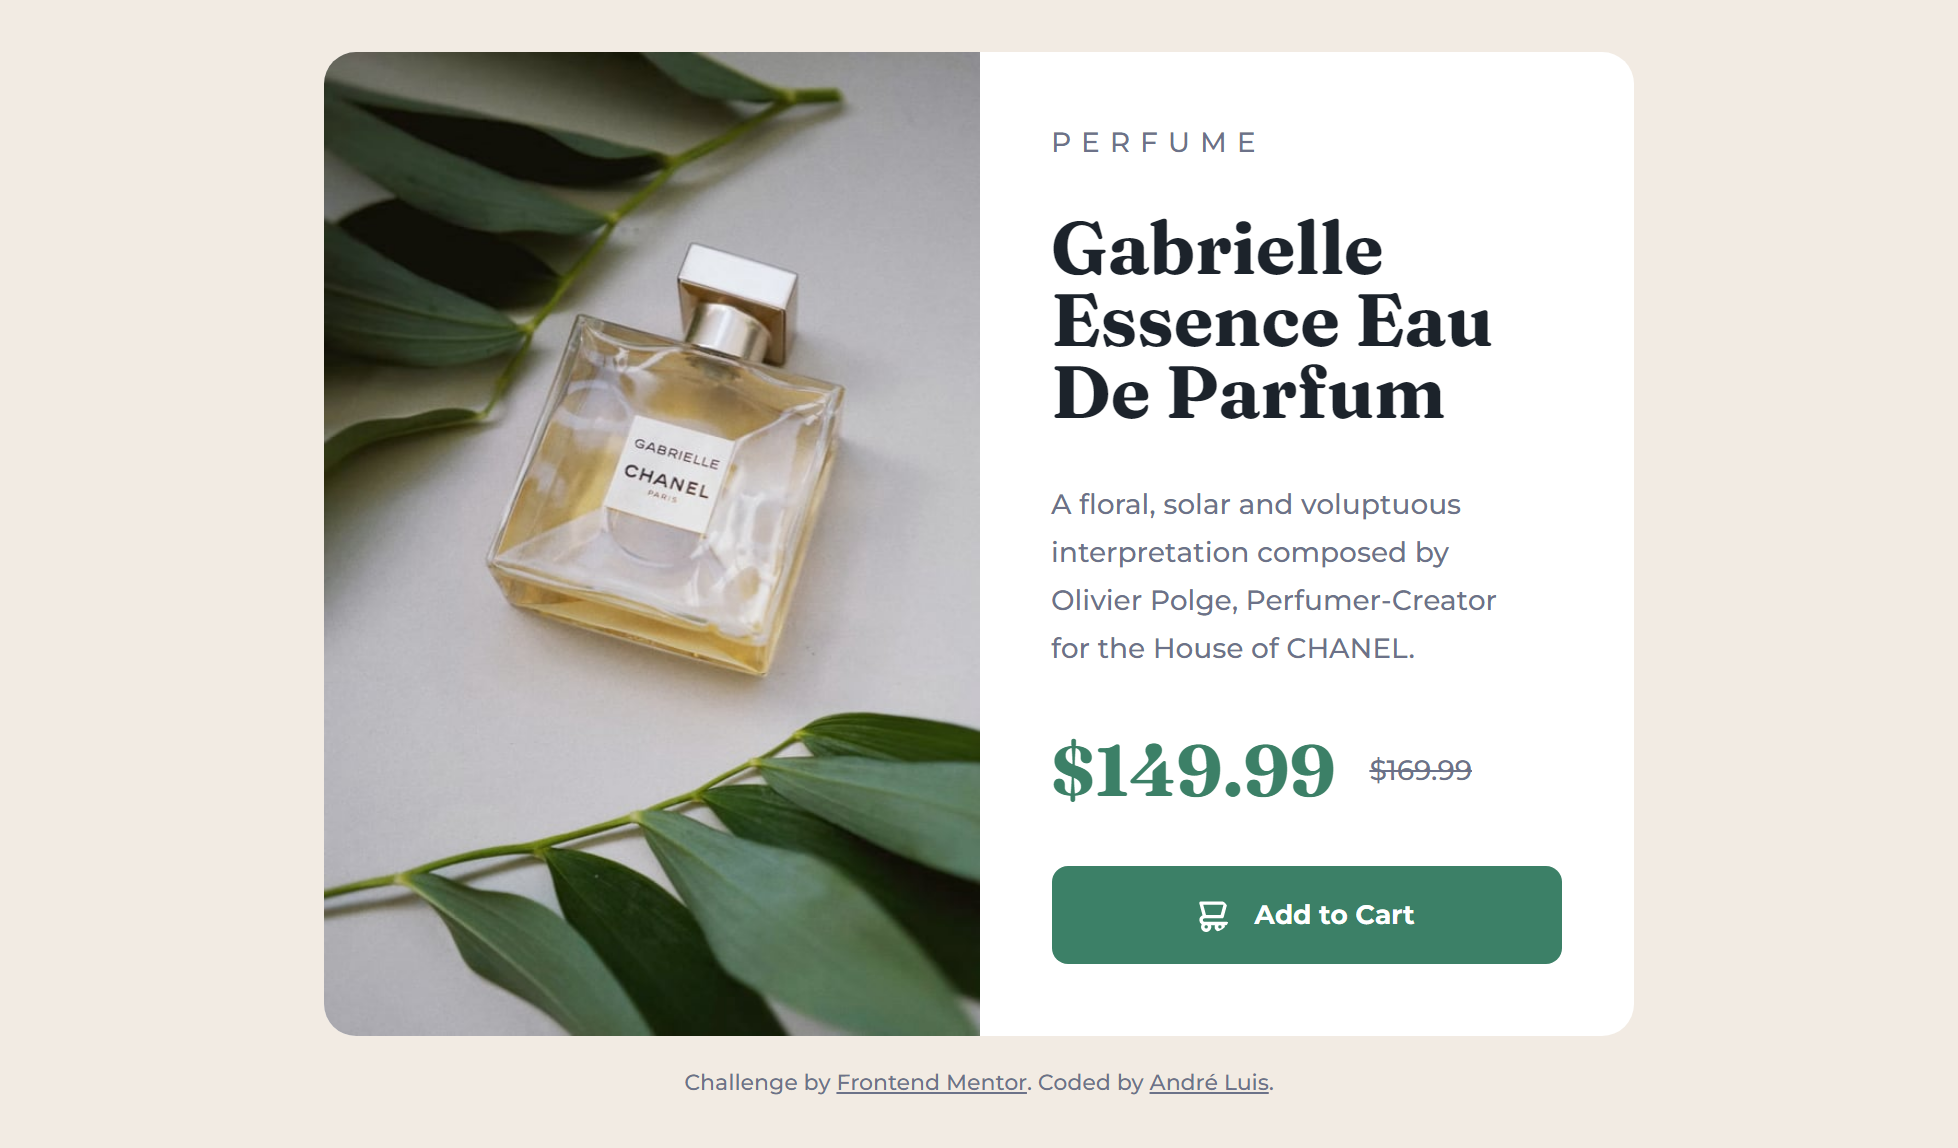 GABRIELLE
CHANEL
PARIS
PERFUME
Gabrielle
Essence Eau
De Parfum
A floral, solar and voluptuous
interpretation composed by
Olivier Polge, Perfumer-Creator
for the House of CHANEL.
$149.99 $169.99
Add to Cart
Challenge by Frontend Mentor. Coded by André Luis.